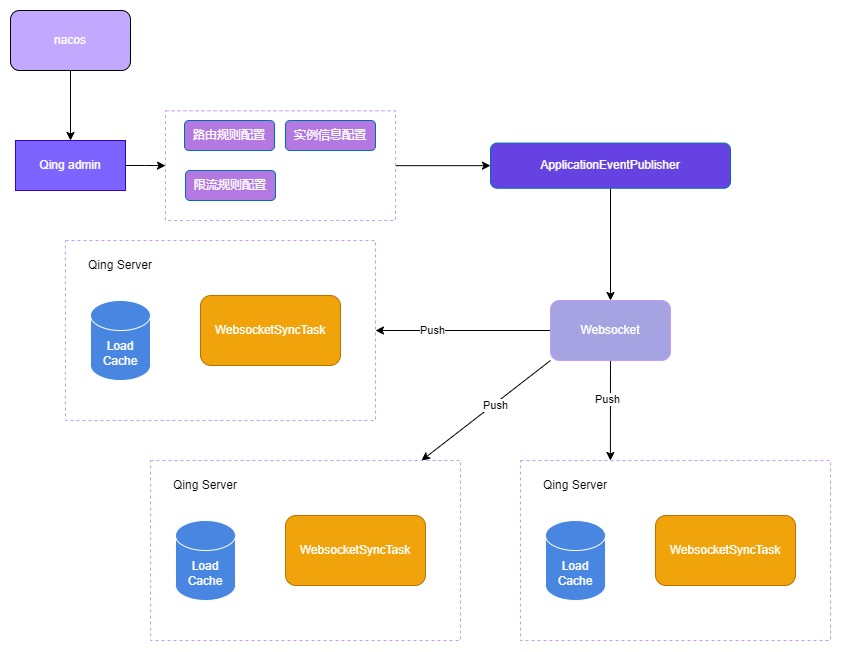 nacos
Qing admin
路由规则配置
实例信息配置
限流规则配置
ApplicationEventPublisher
Qing Server
Load
Cache
WebsocketSyncTask
Push
Websocket
Push
Push
Qing Server
Load
Cache
WebsocketSyncTask
Qing Server
Load
Cache
WebsocketSyncTask